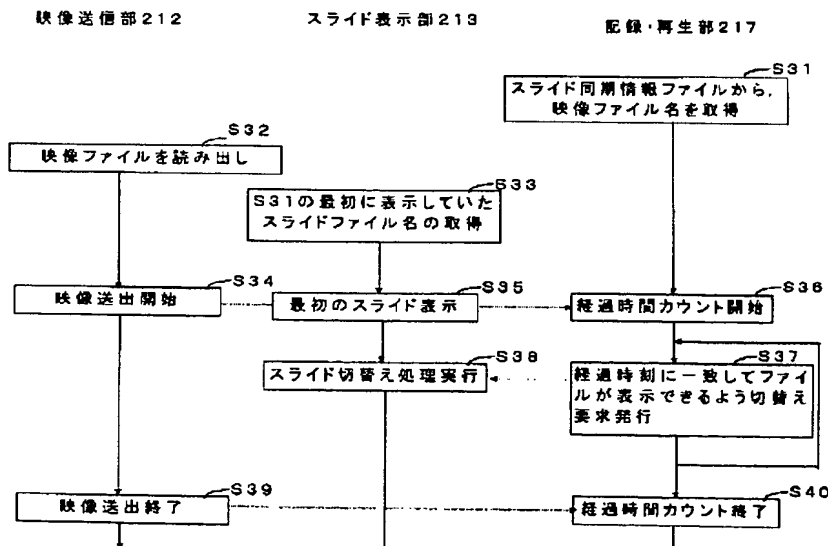 映像送信部212
スライド表示部213
記録・再生部217
S31
スライド同期情報ファイルから,
映像ファイル名を取得
S32
映像ファイルを読み出し
S33
S31の最初に表示していた
スライドファイル名の取得
S34
映像送出開始
S35
最初のスライド表示
S36
経過時間カウント開始
S38
スライド切替え処理実行
S37
経過時刻に一致してファイ
ルが表示できるよう切替え
要求発行
S39
映像送出終了
S40
経過時間カウント終了